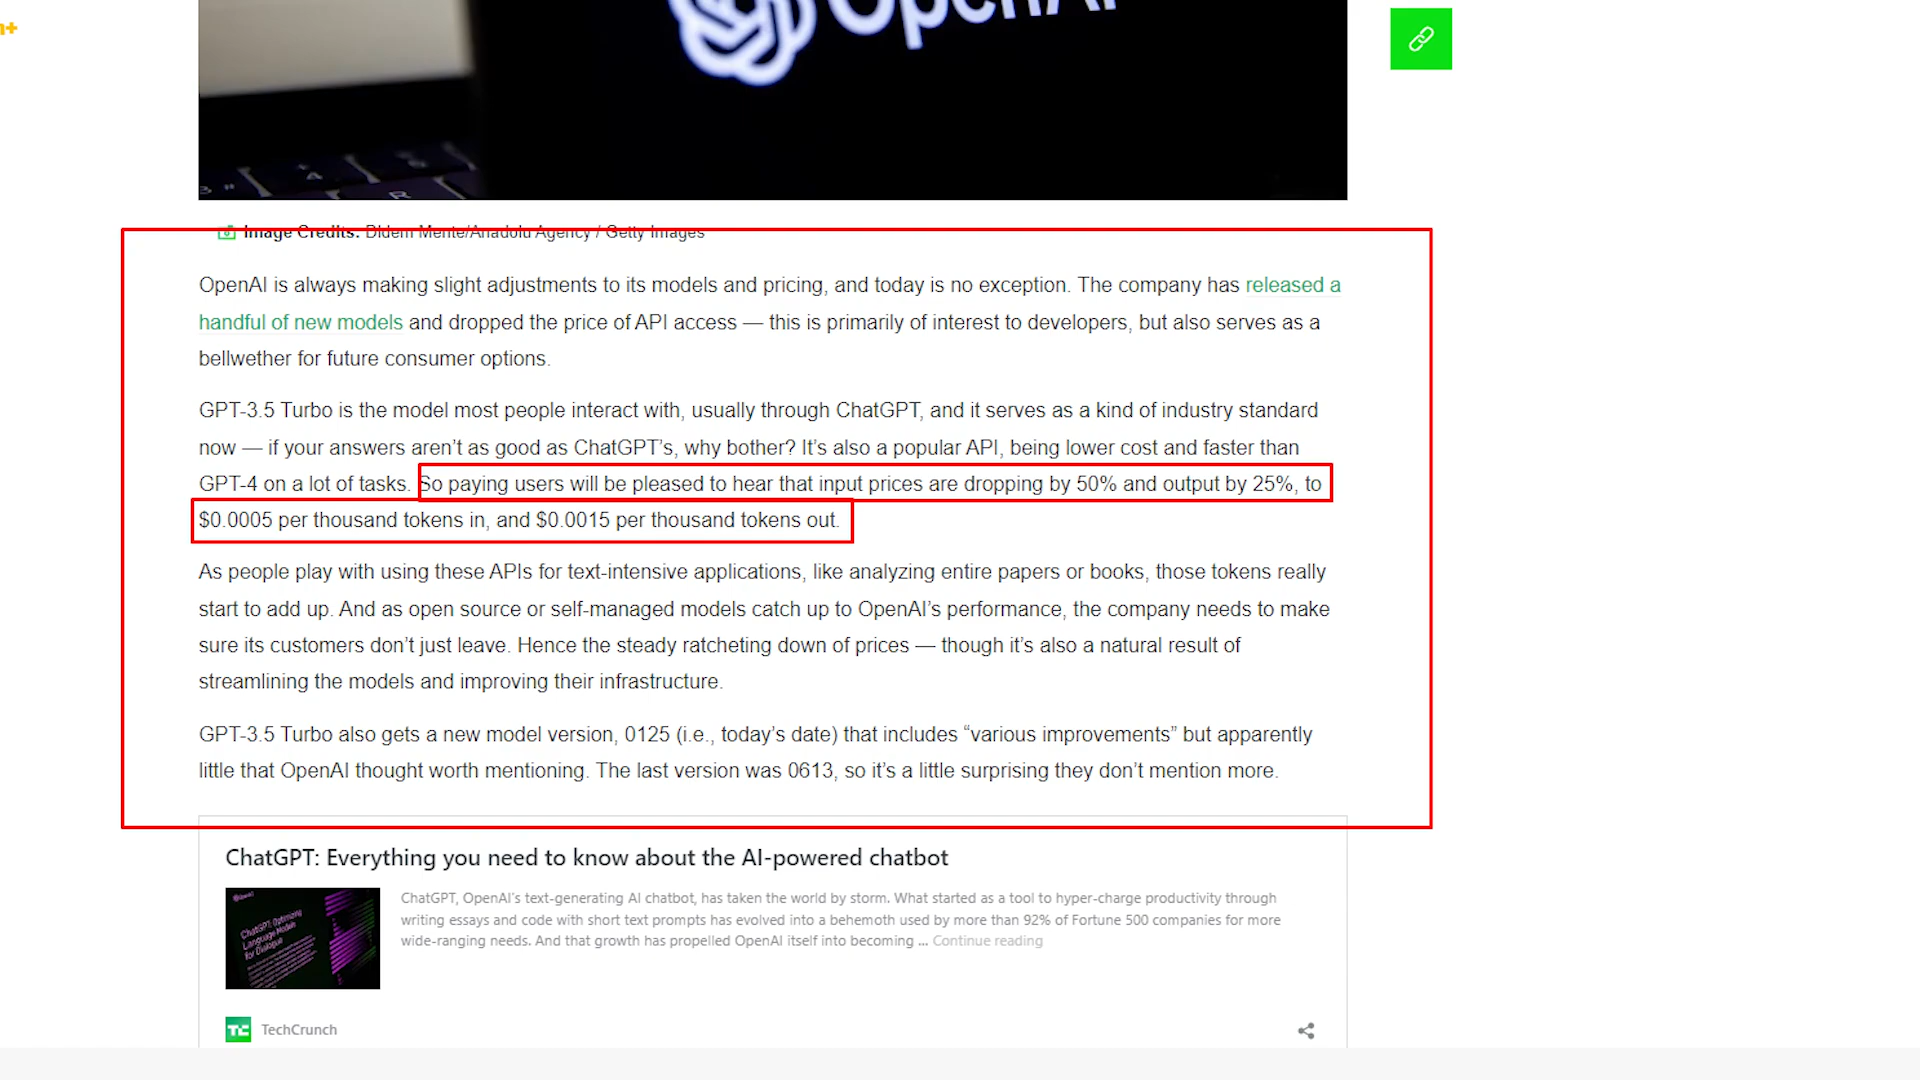 OpenAI
Image Credits: Didem Mente/Anadolu Agency / Getty Images
OpenAI is always making slight adjustments to its models and pricing, and today is no exception. The company has released a
handful of new models and dropped the price of API access — this is primarily of interest to developers, but also serves as a
bellwether for future consumer options.
GPT-3.5 Turbo is the model most people interact with, usually through ChatGPT, and it serves as a kind of industry standard
now — if your answers aren’t as good as ChatGPT’s, why bother? It’s also a popular API, being lower cost and faster than
GPT-4 on a lot of tasks. So paying users will be pleased to hear that input prices are dropping by 50% and output by 25%, to
$0.0005 per thousand tokens in, and $0.0015 per thousand tokens out.
As people play with using these APIs for text-intensive applications, like analyzing entire papers or books, those tokens really
start to add up. And as open source or self-managed models catch up to OpenAI’s performance, the company needs to make
sure its customers don’t just leave. Hence the steady ratcheting down of prices — though it’s also a natural result of
streamlining the models and improving their infrastructure.
GPT-3.5 Turbo also gets a new model version, 0125 (i.e., today’s date) that includes “various improvements” but apparently
little that OpenAI thought worth mentioning. The last version was 0613, so it’s a little surprising they don’t mention more.
ChatGPT: Everything you need to know about the AI-powered chatbot
ChatGPT: Optimizing
Language Models
for Dialogue
ChatGPT, OpenAI’s text-generating AI chatbot, has taken the world by storm. What started as a tool to hyper-charge productivity through
writing essays and code with short text prompts has evolved into a behemoth used by more than 92% of Fortune 500 companies for more
wide-ranging needs. And that growth has propelled OpenAI itself into becoming … Continue reading
TC TechCrunch